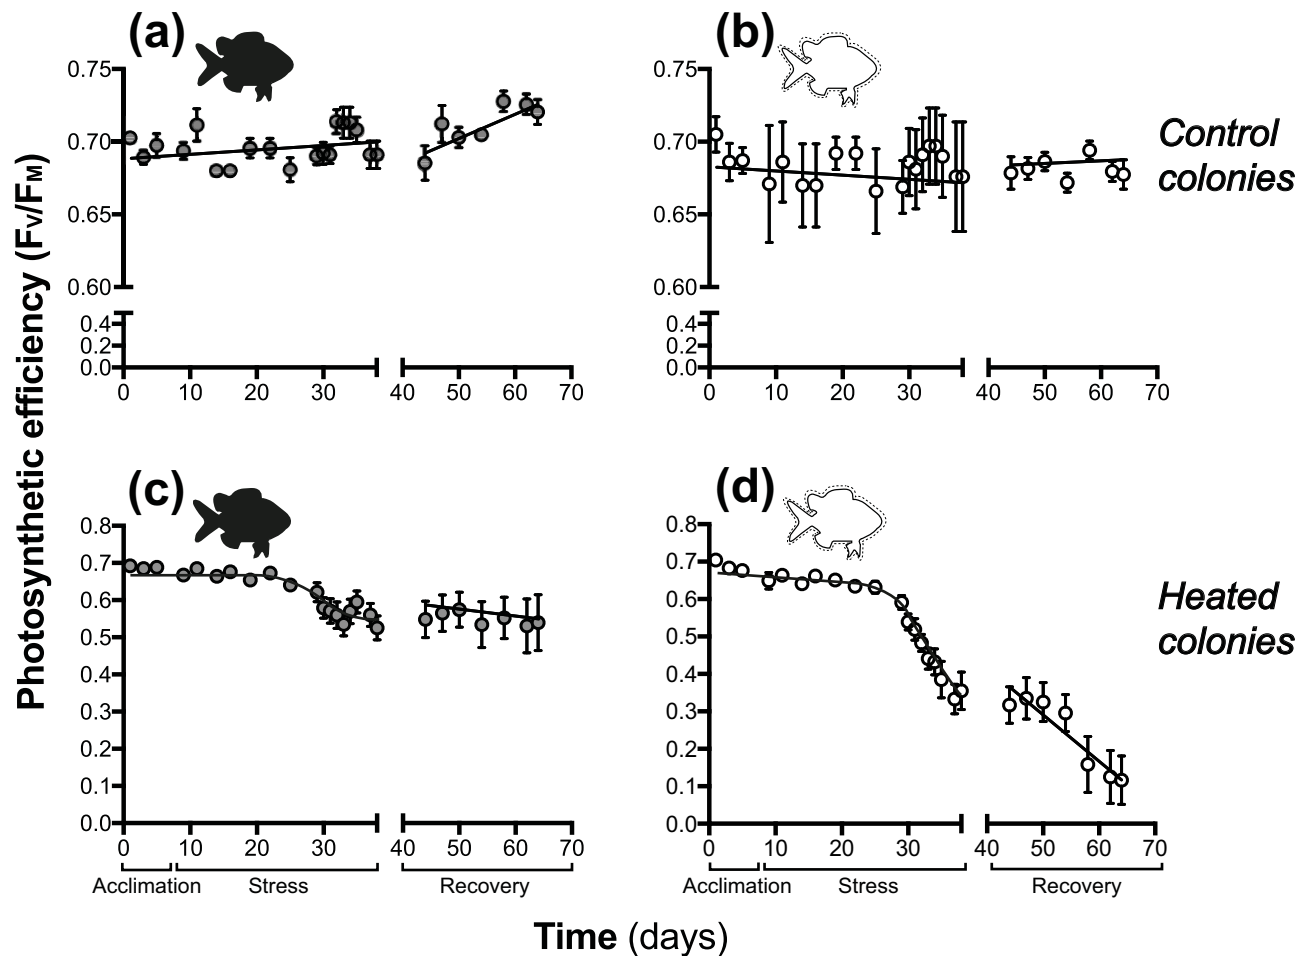 (a)
(b)
0.75
0.70
0.65
0.60
0.4
0.2
0.0
0 10 20 30 40 50 60 70
0.75
0.70
0.65
0.60
0.4
0.2
0.0
0 10 20 30 40 50 60 70
Control
colonies
Photosynthetic efficiency (FV/FM)
(c)
(d)
0.8
0.7
0.6
0.5
0.4
0.3
0.2
0.1
0.0
0 10 20 30 40 50 60 70
Acclimation Stress Recovery
0.8
0.7
0.6
0.5
0.4
0.3
0.2
0.1
0.0
0 10 20 30 40 50 60 70
Acclimation Stress Recovery
Heated
colonies
Time (days)